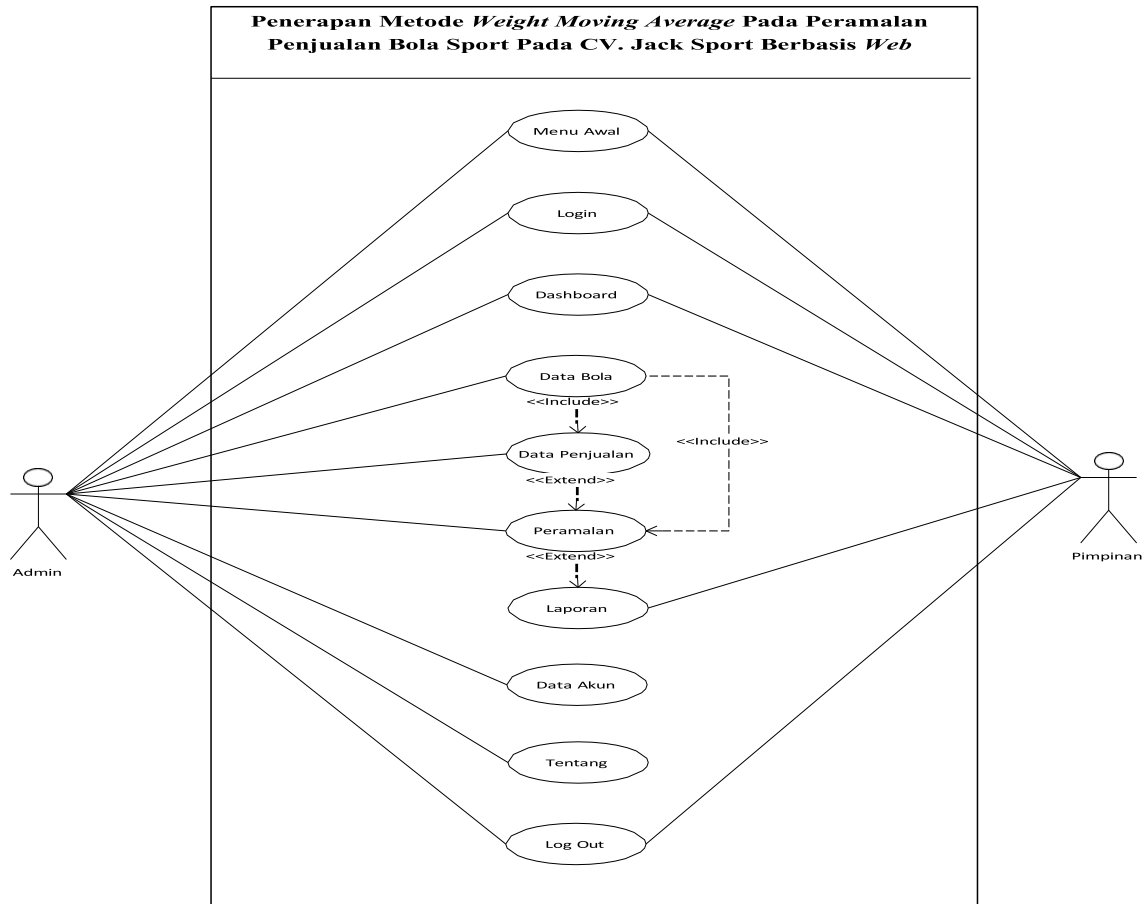 Penerapan Metode Weight Moving Average Pada Peramalan
Penjualan Bola Sport Pada CV. Jack Sport Berbasis Web
Menu Awal
Login
Dashboard
Data Bola
<<Include>>
<<Include>>
Data Penjualan
<<Extend>>
Peramalan
<<Extend>>
Admin
Pimpinan
Laporan
Data Akun
Tentang
Log Out